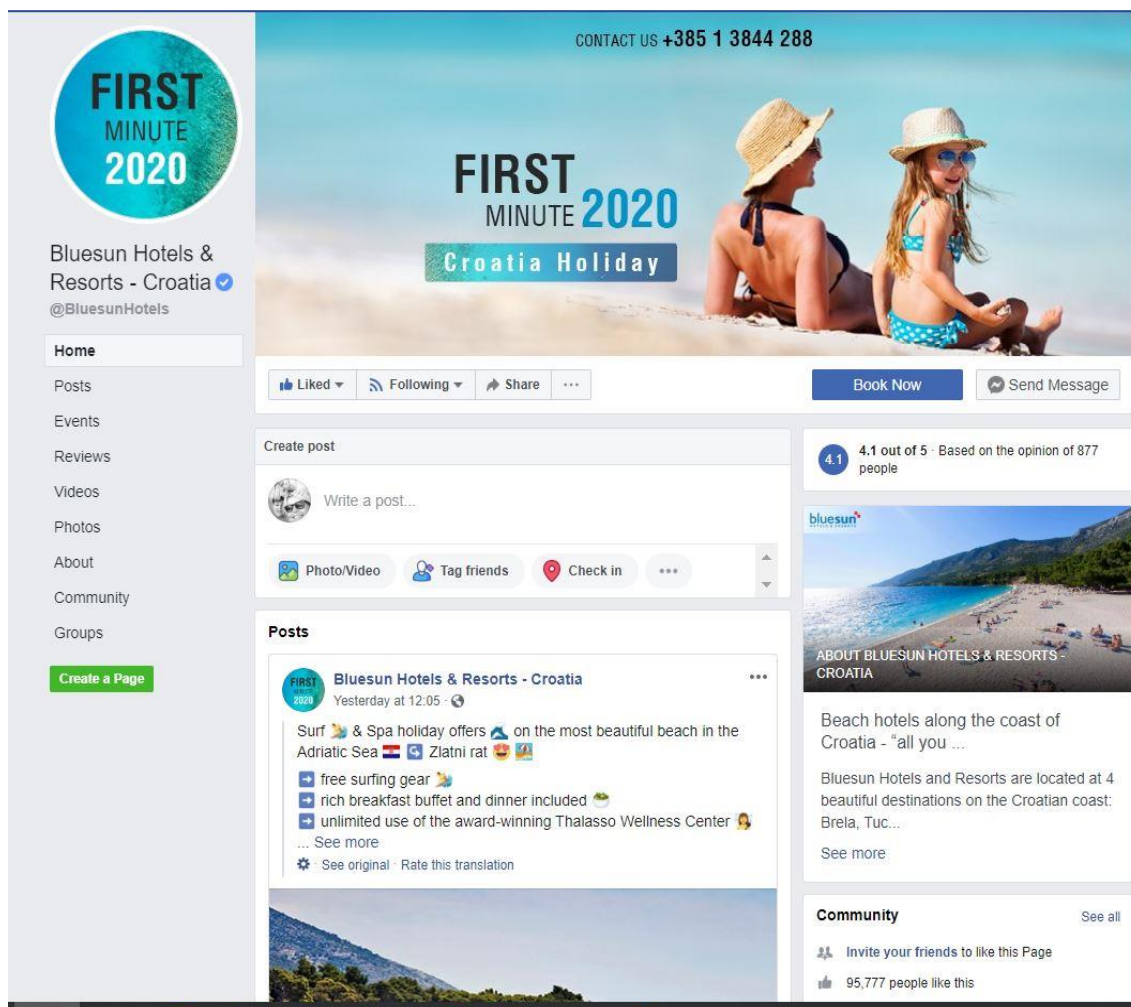 FIRST
MINUTE
2020
Bluesun Hotels &
Resorts - Croatia
@BluesunHotels
Home
Posts
Events
Reviews
Videos
Photos
About
Community
Groups
Create a Page
CONTACT US +385 1 3844 288
FIRST
MINUTE 2020
Croatia Holiday
Liked Following Share ...
Book Now Send Message
Create post
Write a post...
Photo/Video Tag friends Check in ...
Posts
FIRST
MINUTE
2020
Bluesun Hotels & Resorts - Croatia
Yesterday at 12:05 ·
Surf & Spa holiday offers on the most beautiful beach in the
Adriatic Sea Zlatni rat
free surfing gear
rich breakfast buffet and dinner included
unlimited use of the award-winning Thalasso Wellness Center
... See more
· See original · Rate this translation
4.1
4.1 out of 5 · Based on the opinion of 877
people
bluesun
ABOUT BLUESUN HOTELS & RESORTS -
CROATIA
Beach hotels along the coast of
Croatia - “all you ...
Bluesun Hotels and Resorts are located at 4
beautiful destinations on the Croatian coast:
Brela, Tuc...
See more
Community See all
Invite your friends to like this Page
95,777 people like this